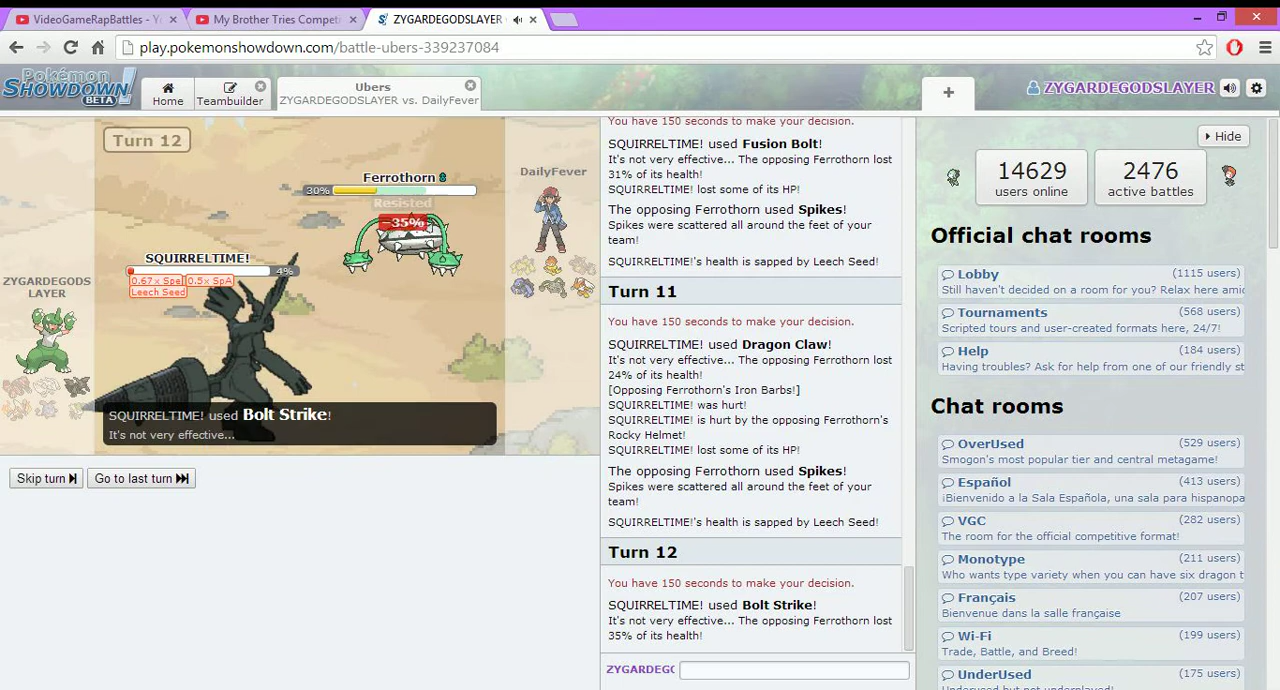 VideoGameRapBattles - Y
My Brother Tries Competi
ZYGARDEGODSLAYER
play.pokemonshowdown.com/battle-ubers-339237084
Pokémon
SHOWDOWN!
BETA
Home
Teambuilder
Ubers
ZYGARDEGODSLAYER vs. DailyFever
+
ZYGARDEGODSLAYER
Turn 12
Ferrothorn
30%
Resisted
−35%
DailyFever
SQUIRRELTIME!
4%
0.67x Spe
0.5x SpA
Leech Seed
ZYGARDEGODS
LAYER
SQUIRRELTIME! used Bolt Strike!
It's not very effective...
Skip turn
Go to last turn
You have 150 seconds to make your decision.
SQUIRRELTIME! used Fusion Bolt!
It's not very effective... The opposing Ferrothorn lost
31% of its health!
SQUIRRELTIME! lost some of its HP!
The opposing Ferrothorn used Spikes!
Spikes were scattered all around the feet of your
team!
SQUIRRELTIME!'s health is sapped by Leech Seed!
Turn 11
You have 150 seconds to make your decision.
SQUIRRELTIME! used Dragon Claw!
It's not very effective... The opposing Ferrothorn lost
24% of its health!
[Opposing Ferrothorn's Iron Barbs!]
SQUIRRELTIME! was hurt!
SQUIRRELTIME! is hurt by the opposing Ferrothorn's
Rocky Helmet!
SQUIRRELTIME! lost some of its HP!
The opposing Ferrothorn used Spikes!
Spikes were scattered all around the feet of your
team!
SQUIRRELTIME!'s health is sapped by Leech Seed!
Turn 12
You have 150 seconds to make your decision.
SQUIRRELTIME! used Bolt Strike!
It's not very effective... The opposing Ferrothorn lost
35% of its health!
ZYGARDEGO
Hide
14629
users online
2476
active battles
Official chat rooms
Lobby (1115 users)
Still haven't decided on a room for you? Relax here amid
Tournaments (568 users)
Scripted tours and user-created formats here, 24/7!
Help (184 users)
Having troubles? Ask for help from one of our friendly st
Chat rooms
OverUsed (529 users)
Smogon's most popular tier and central metagame!
Español (413 users)
¡Bienvenido a la Sala Española, una sala para hispanopa
VGC (282 users)
The room for the official competitive format!
Monotype (211 users)
Who wants type variety when you can have six dragon t
Français (207 users)
Bienvenue dans la salle française
Wi-Fi (199 users)
Trade, Battle, and Breed!
UnderUsed (175 users)
Underused but not underplayed!